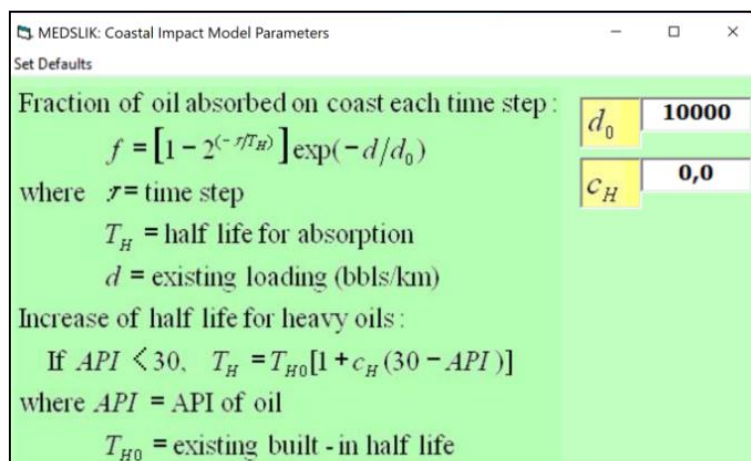 MEDSLIK: Coastal Impact Model Parameters
Set Defaults
Fraction of oil absorbed on coast each time step :
f = [1 − 2^(−𝜏/T_H)] exp(−d/d₀)
where 𝜏 = time step
T_H = half life for absorption
d = existing loading (bbls/km)
Increase of half life for heavy oils :
If API < 30, T_H = T_H0[1 + c_H (30 − API)]
where API = API of oil
T_H0 = existing built - in half life
d₀ 10000
c_H 0,0